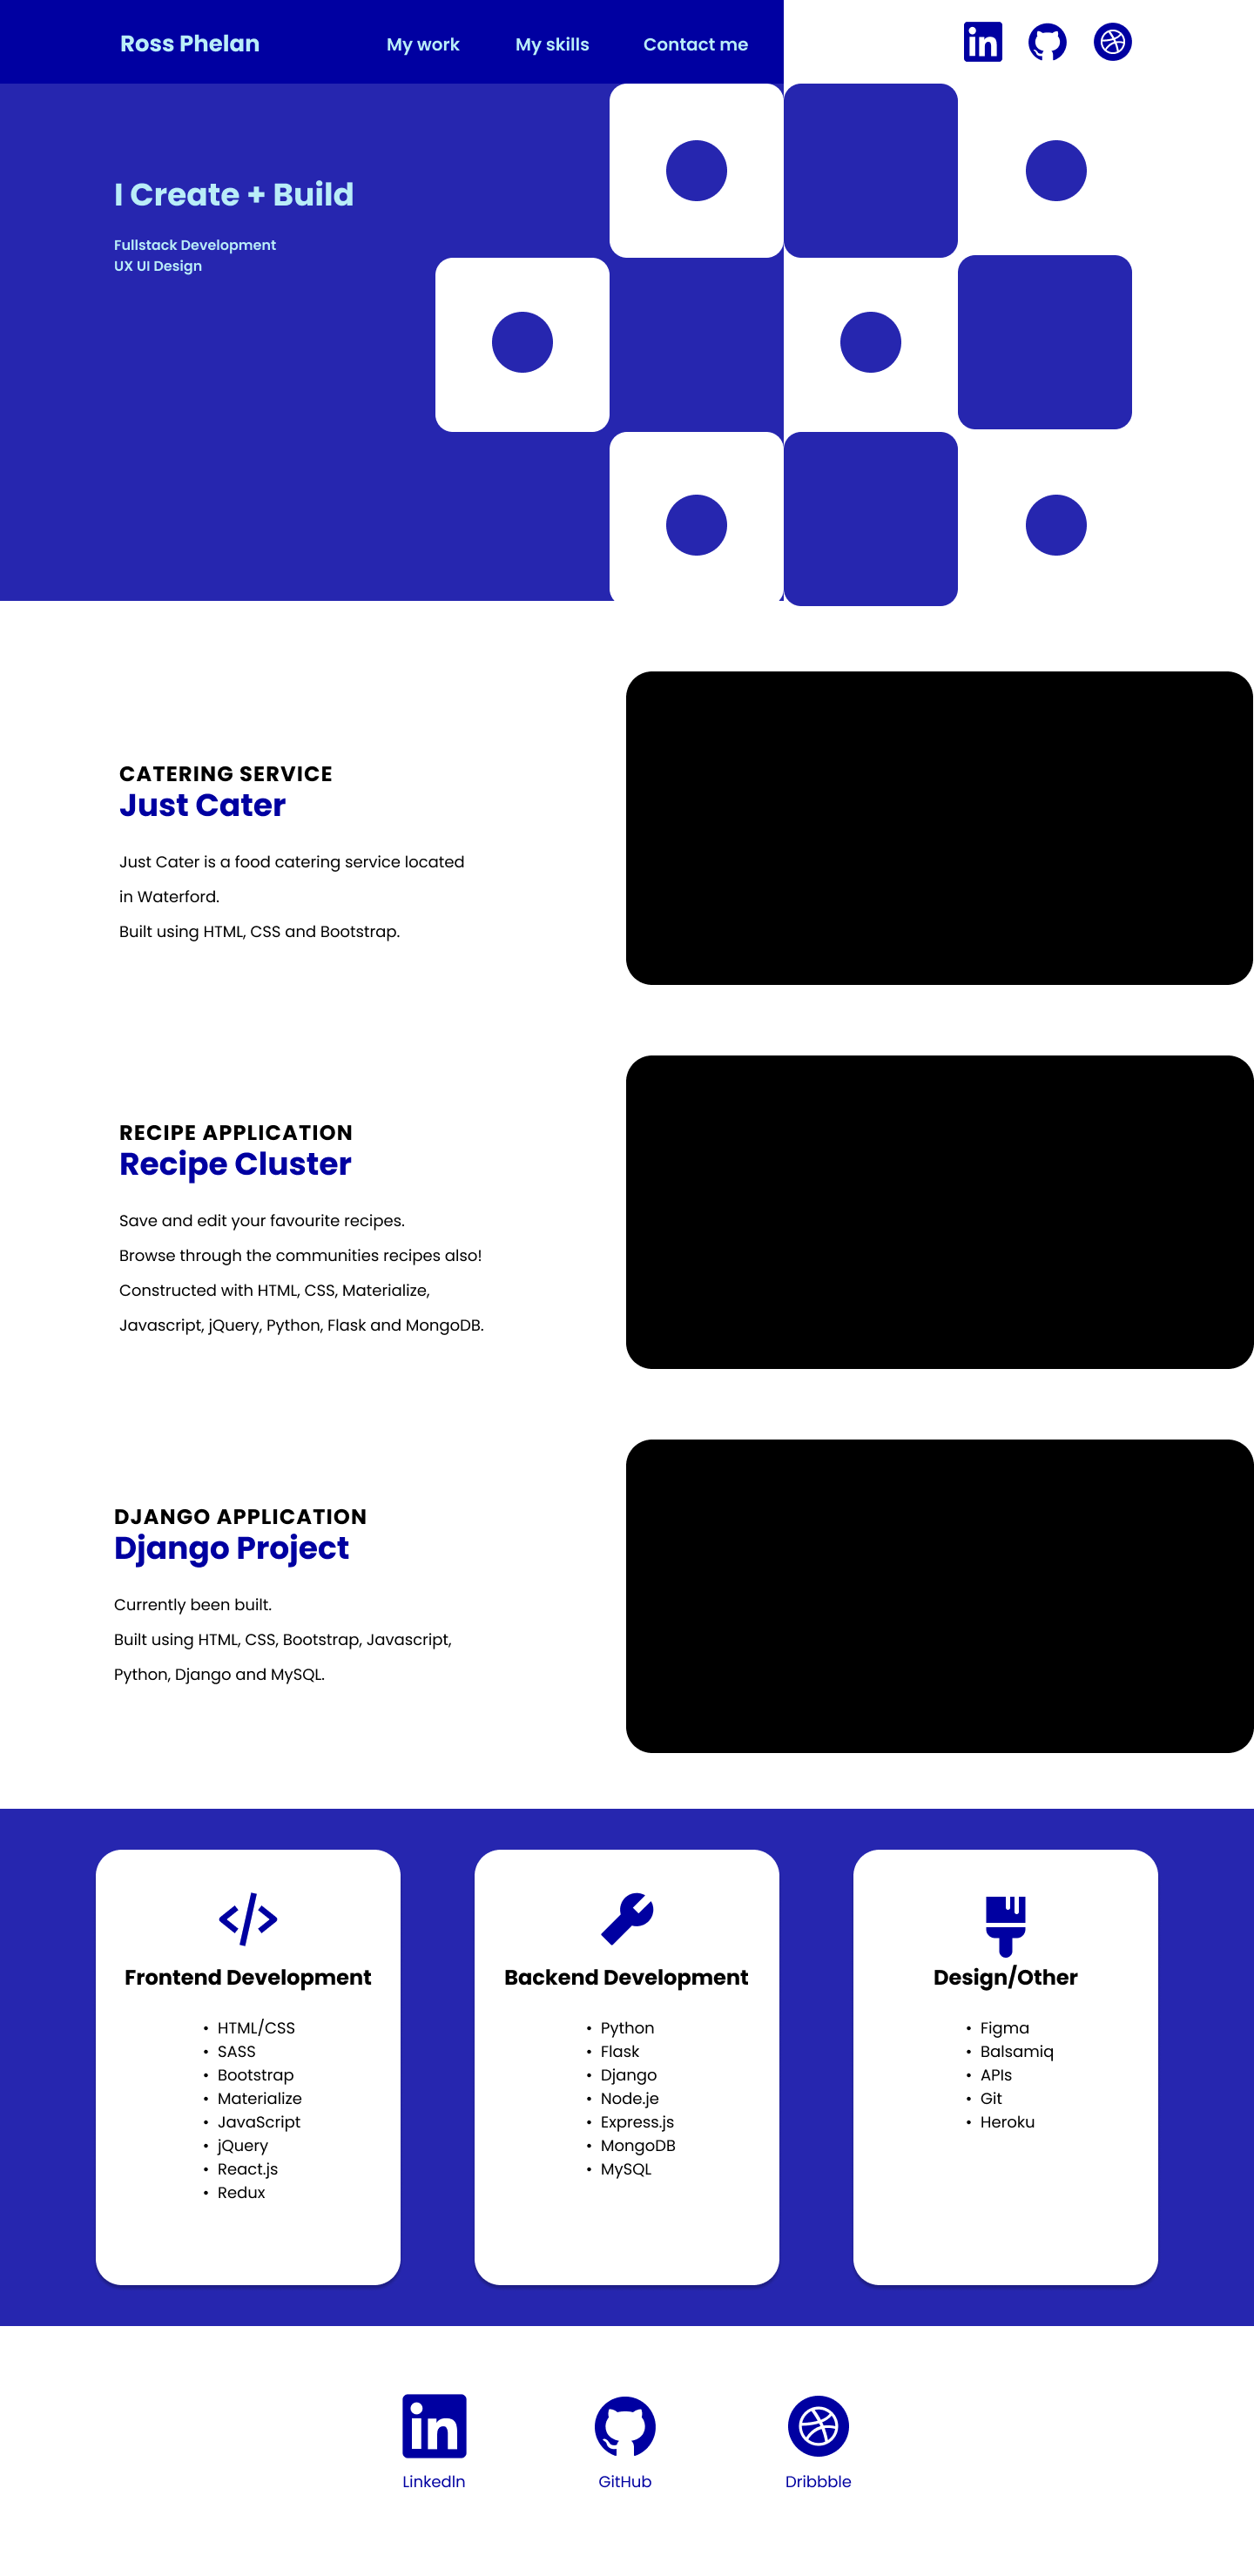 Ross Phelan
My work
My skills
Contact me
in
I Create + Build
Fullstack Development
UX UI Design
CATERING SERVICE
Just Cater
Just Cater is a food catering service located
in Waterford.
Built using HTML, CSS and Bootstrap.
RECIPE APPLICATION
Recipe Cluster
Save and edit your favourite recipes.
Browse through the communities recipes also!
Constructed with HTML, CSS, Materialize,
Javascript, jQuery, Python, Flask and MongoDB.
DJANGO APPLICATION
Django Project
Currently been built.
Built using HTML, CSS, Bootstrap, Javascript,
Python, Django and MySQL.
</>
Frontend Development
• HTML/CSS
• SASS
• Bootstrap
• Materialize
• JavaScript
• jQuery
• React.js
• Redux
Backend Development
• Python
• Flask
• Django
• Node.je
• Express.js
• MongoDB
• MySQL
Design/Other
• Figma
• Balsamiq
• APIs
• Git
• Heroku
in
LinkedIn
GitHub
Dribbble